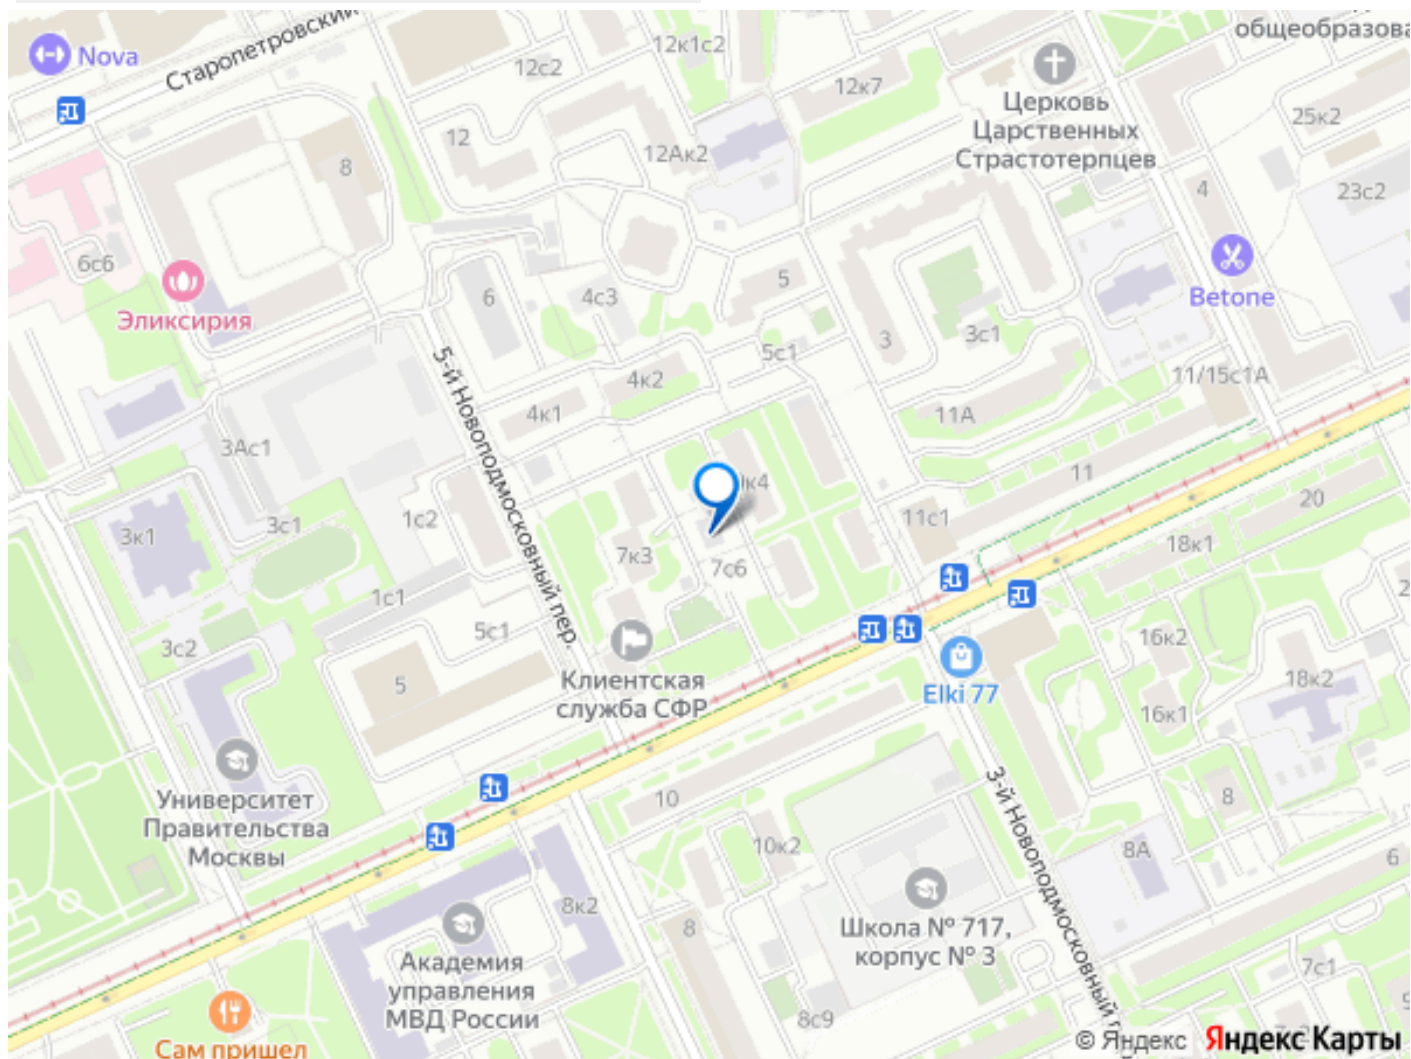 общеобразова
Nova
Старопетровский
12с2
12к1с2
12к7
Церковь
Царственных
Страстотерпцев
25к2
12
12Ак2
8
4
23с2
6с6
Эликсирия
6
4с3
5
Betone
5-й Новоподмосковный пер.
5с1
3
3с1
4к2
4к1
11А
11/15с1А
3Ас1
11
к4
20
3к1
3с1
1с2
11с1
18к1
7к3
7с6
1с1
5с1
3с2
16к2
Клиентская
служба СФР
Elki 77
18к2
5
16к1
Университет
Правительства
Москвы
10
3-й Новоподмосковный п
8
10к2
8А
6
8к2
8
Школа № 717,
корпус № 3
Академия
управления
МВД России
7с1
8с9
Сам пришел
© Яндекс Яндекс Карты